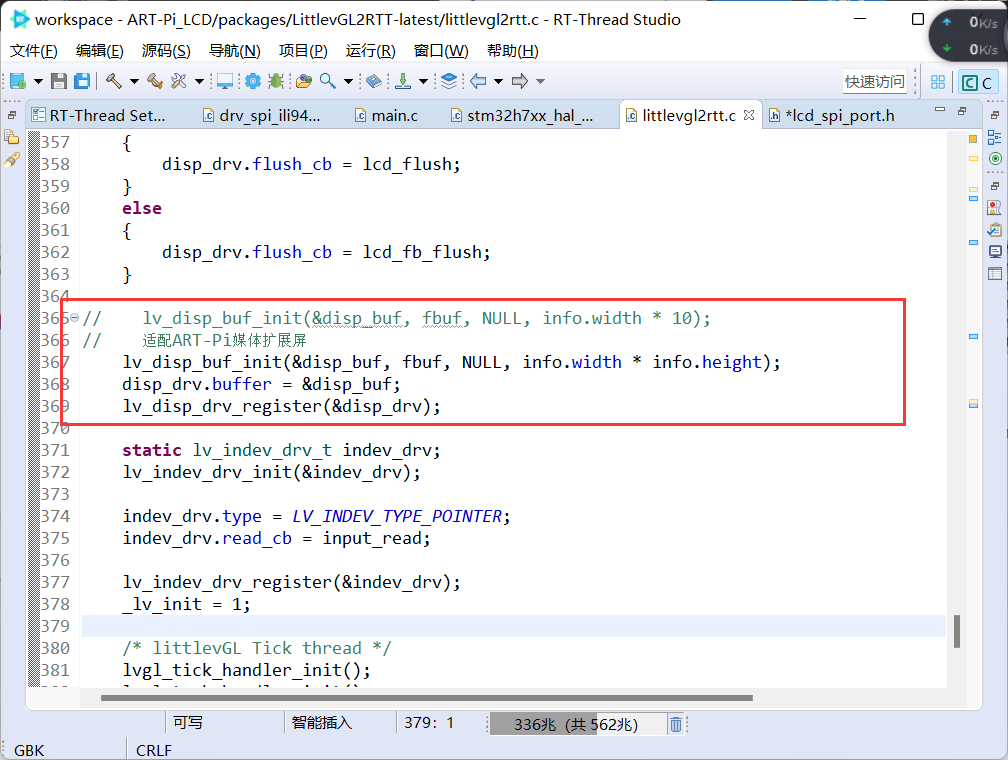 workspace - ART-Pi_LCD/packages/LittlevGL2RTT-latest/littlevgl2rtt.c - RT-Thread Studio
0K/s
0K/s
文件(F) 编辑(E) 源码(S) 导航(N) 项目(P) 运行(R) 窗口(W) 帮助(H)
快速访问 C
RT-Thread Set... drv_spi_ili94... main.c stm32h7xx_hal_... littlevgl2rtt.c *lcd_spi_port.h
357 {
358 disp_drv.flush_cb = lcd_flush;
359 }
360 else
361 {
362 disp_drv.flush_cb = lcd_fb_flush;
363 }
364
365 // lv_disp_buf_init(&disp_buf, fbuf, NULL, info.width * 10);
366 // 适配ART-Pi媒体扩展屏
367 lv_disp_buf_init(&disp_buf, fbuf, NULL, info.width * info.height);
368 disp_drv.buffer = &disp_buf;
369 lv_disp_drv_register(&disp_drv);
370
371 static lv_indev_drv_t indev_drv;
372 lv_indev_drv_init(&indev_drv);
373
374 indev_drv.type = LV_INDEV_TYPE_POINTER;
375 indev_drv.read_cb = input_read;
376
377 lv_indev_drv_register(&indev_drv);
378 _lv_init = 1;
379
380 /* littlevGL Tick thread */
381 lvgl_tick_handler_init();
可写 智能插入 379: 1 336兆 (共 562兆)
GBK CRLF